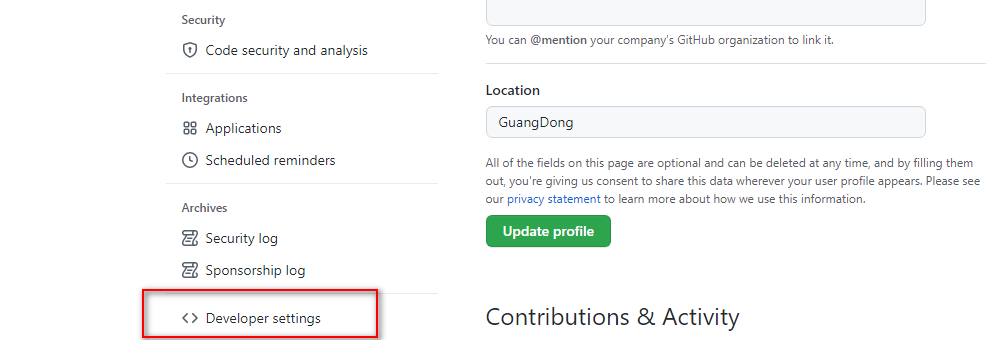 Security
Code security and analysis
Integrations
Applications
Scheduled reminders
Archives
Security log
Sponsorship log
Developer settings
You can @mention your company's GitHub organization to link it.
Location
GuangDong
All of the fields on this page are optional and can be deleted at any time, and by filling them
out, you're giving us consent to share this data wherever your user profile appears. Please see
our privacy statement to learn more about how we use this information.
Update profile
Contributions & Activity